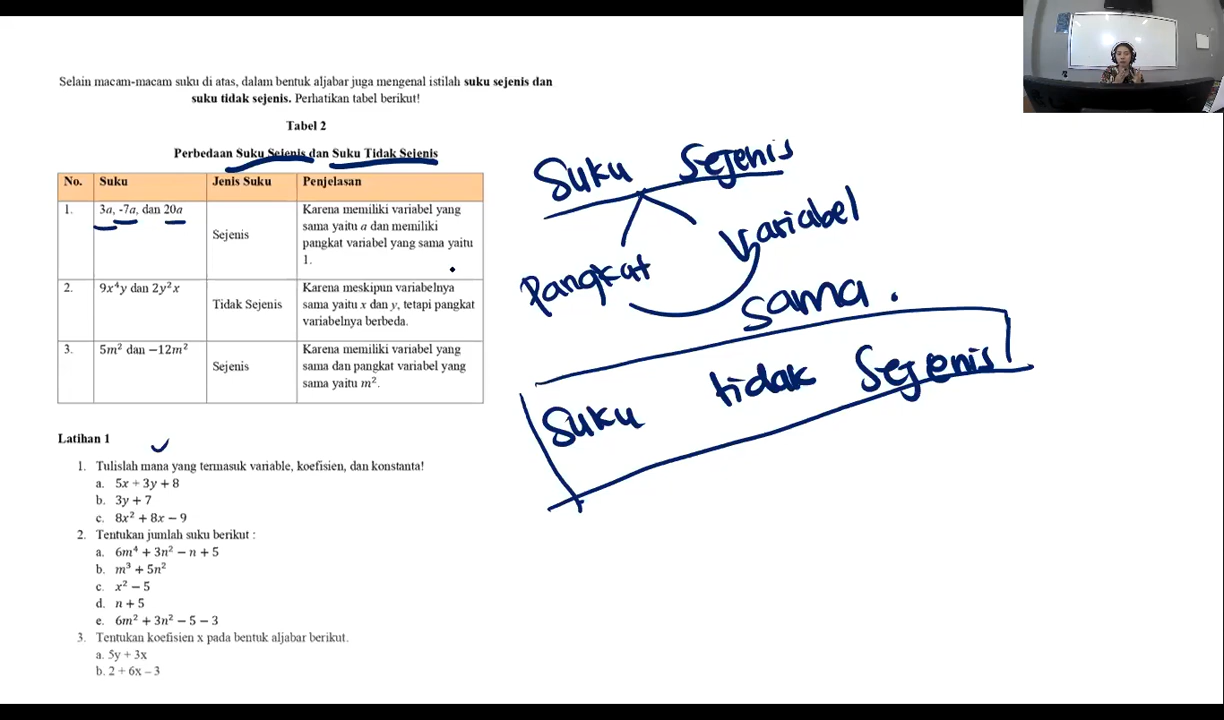 Selain macam-macam suku di atas, dalam bentuk aljabar juga mengenal istilah suku sejenis dan
suku tidak sejenis. Perhatikan tabel berikut!
Tabel 2
Perbedaan Suku Sejenis dan Suku Tidak Sejenis
No. Suku Jenis Suku Penjelasan
1. 3a, -7a, dan 20a Sejenis Karena memiliki variabel yang
sama yaitu a dan memiliki
pangkat variabel yang sama yaitu
1.
2. 9x⁴y dan 2y²x Tidak Sejenis Karena meskipun variabelnya
sama yaitu x dan y, tetapi pangkat
variabelnya berbeda.
3. 5m² dan −12m² Sejenis Karena memiliki variabel yang
sama dan pangkat variabel yang
sama yaitu m².
Latihan 1
1. Tulislah mana yang termasuk variable, koefisien, dan konstanta!
a. 5x + 3y + 8
b. 3y + 7
c. 8x² + 8x − 9
2. Tentukan jumlah suku berikut :
a. 6m⁴ + 3n² − n + 5
b. m³ + 5n²
c. x² − 5
d. n + 5
e. 6m² + 3n² − 5 − 3
3. Tentukan koefisien x pada bentuk aljabar berikut.
a. 5y + 3x
b. 2 + 6x – 3
Suku Sejenis
Pangkat Variabel
Sama.
Suku tidak Sejenis